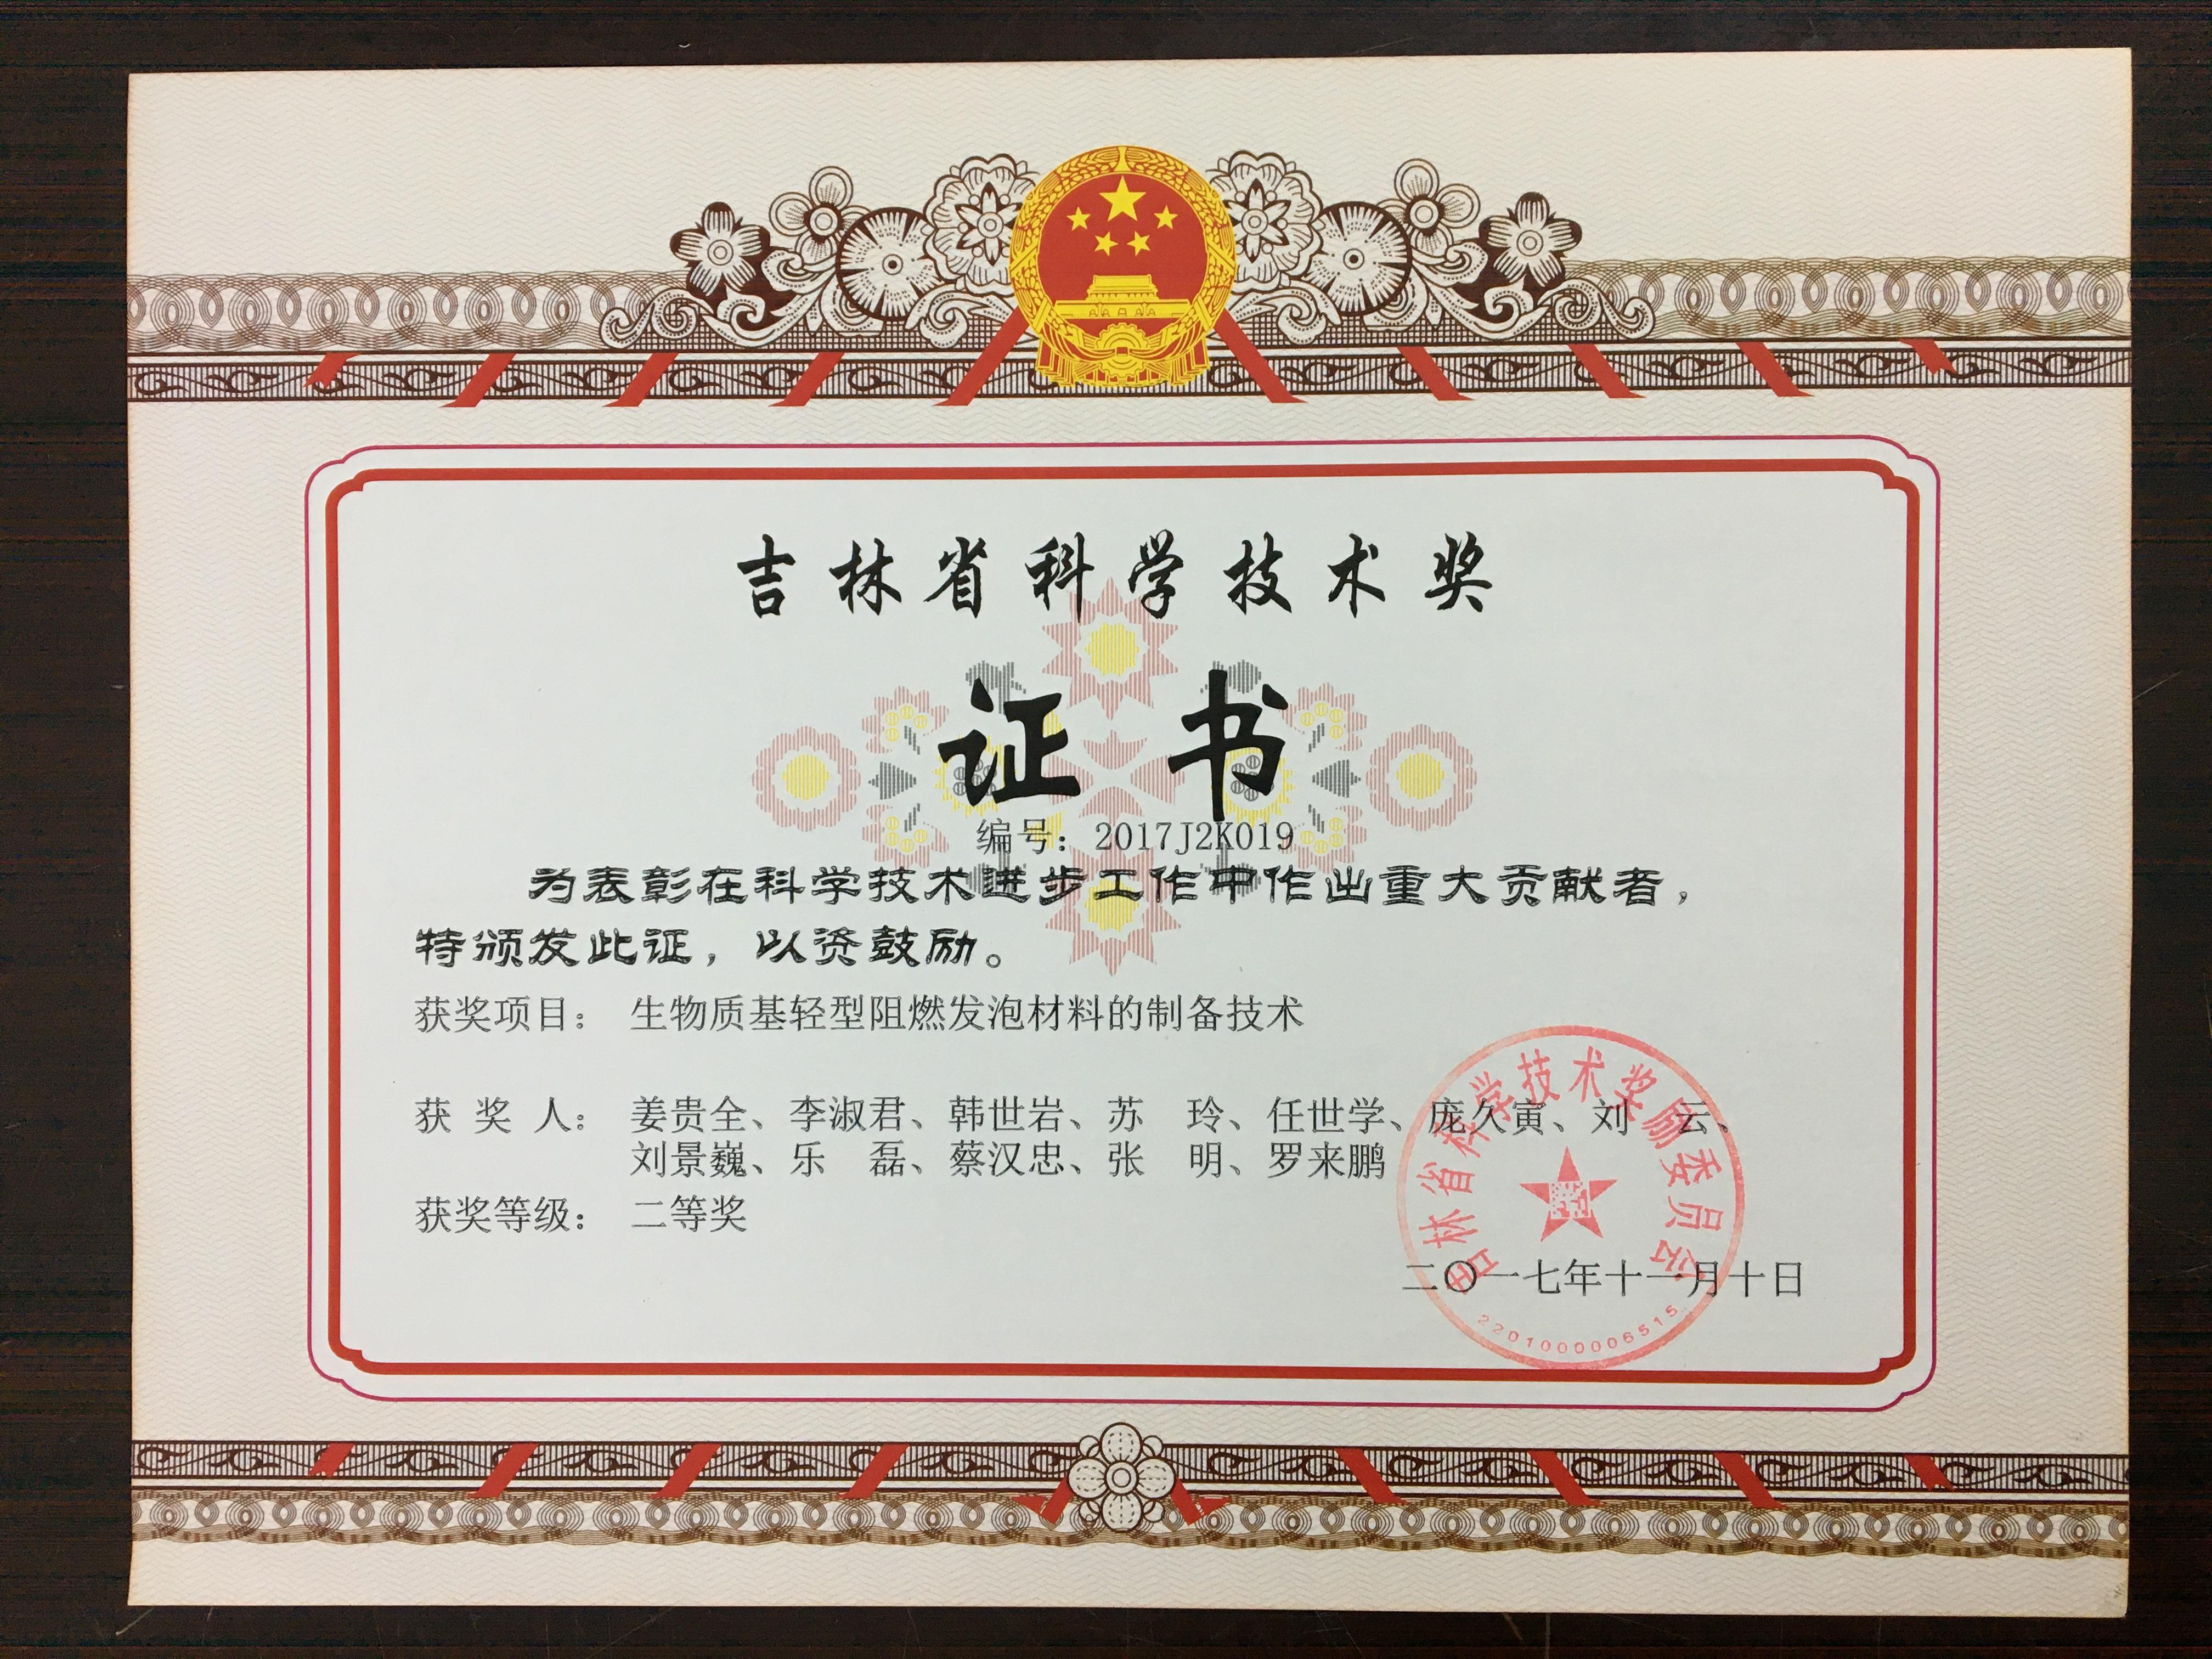 吉林省科学技术奖
证书
编号：2017J2K019
为表彰在科学技术进步工作中作出重大贡献者，
特颁发此证，以资鼓励。
获奖项目： 生物质基轻型阻燃发泡材料的制备技术
获 奖 人： 姜贵全、李淑君、韩世岩、苏　玲、任世学、庞久寅、刘　云、
刘景巍、乐　磊、蔡汉忠、张　明、罗来鹏
获奖等级： 二等奖
吉林省科学技术奖励委员会
二〇一七年十一月十日
2201000006515